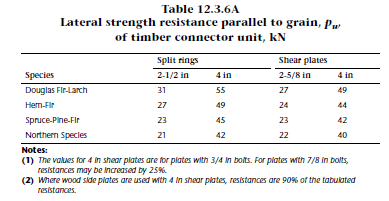 Table 12.3.6A
Lateral strength resistance parallel to grain, pu,
of timber connector unit, kN
Split rings Shear plates
Species 2-1/2 in 4 in 2-5/8 in 4 in
Douglas Fir-Larch 31 55 27 49
Hem-Fir 27 49 24 44
Spruce-Pine-Fir 23 45 23 42
Northern Species 21 42 22 40
Notes:
(1) The values for 4 in shear plates are for plates with 3/4 in bolts. For plates with 7/8 in bolts,
resistances may be increased by 25%.
(2) Where wood side plates are used with 4 in shear plates, resistances are 90% of the tabulated
resistances.